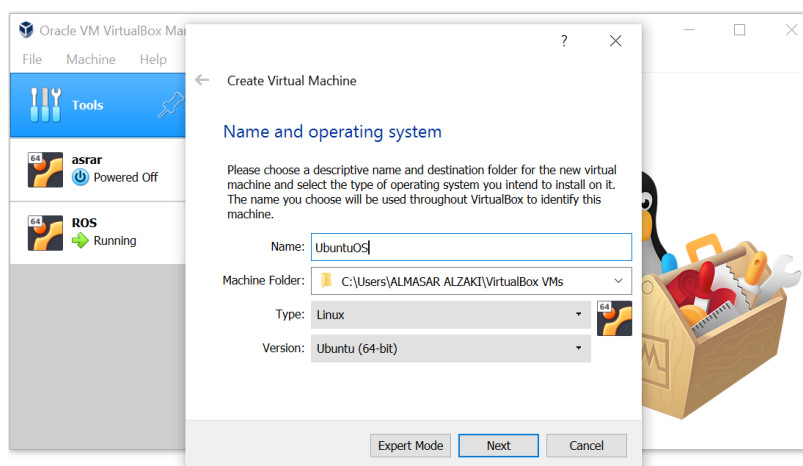 Oracle VM VirtualBox Ma
File Machine Help
Tools
64
asrar
Powered Off
64
ROS
Running
?
Create Virtual Machine
Name and operating system
Please choose a descriptive name and destination folder for the new virtual
machine and select the type of operating system you intend to install on it.
The name you choose will be used throughout VirtualBox to identify this
machine.
Name: UbuntuOS
Machine Folder: C:\Users\ALMASAR ALZAKI\VirtualBox VMs
Type: Linux
64
Version: Ubuntu (64-bit)
Expert Mode Next Cancel